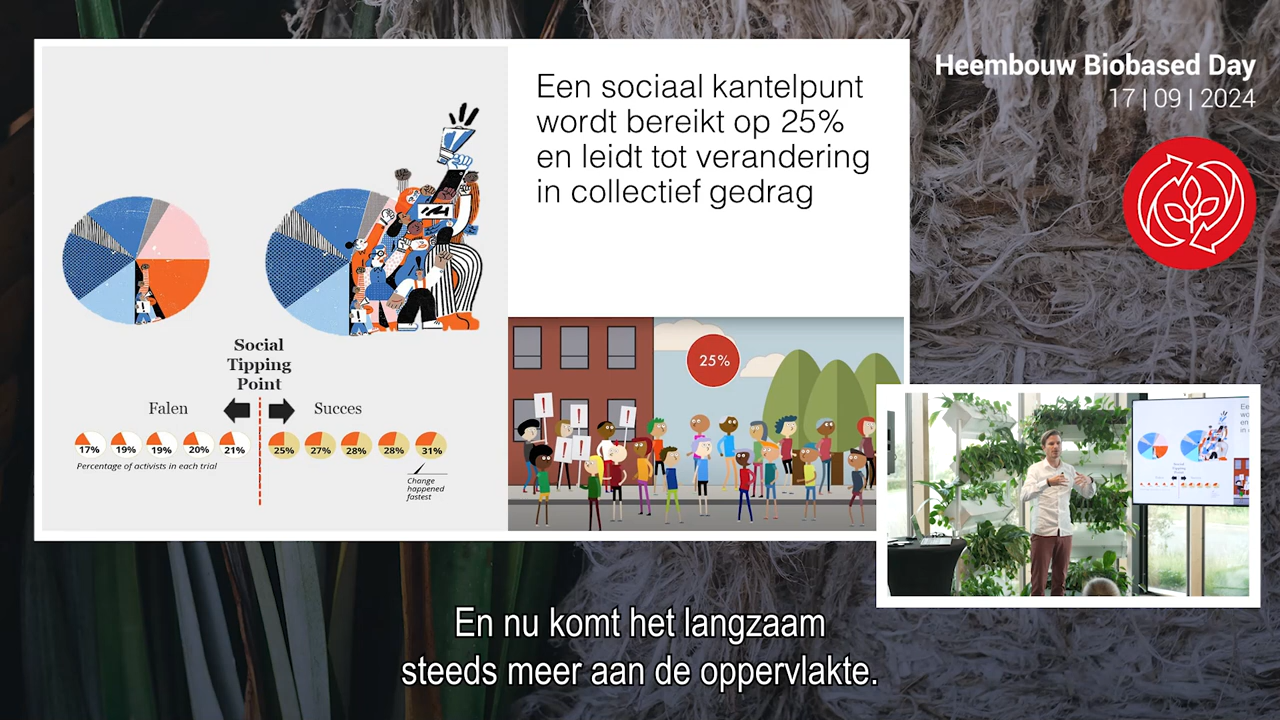 Heembouw Biobased Day
17 | 09 | 2024
Een sociaal kantelpunt
wordt bereikt op 25%
en leidt tot verandering
in collectief gedrag
Social
Tipping
Point
Falen
Succes
17%
19%
19%
20%
21%
25%
27%
28%
28%
31%
Percentage of activists in each trial
Change
happened
fastest
25%
En nu komt het langzaam
steeds meer aan de oppervlakte.